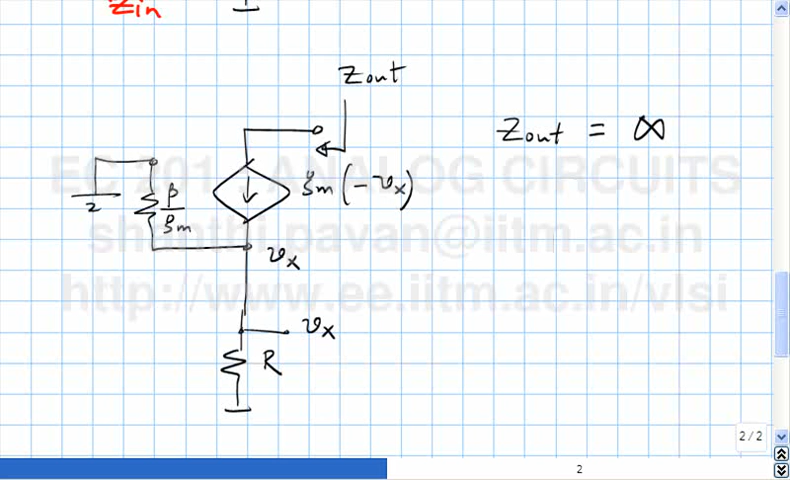 Zin
Zout
Zout = ∞
EC 201 ANALOG CIRCUITS
β/gm
gm(-vx)
shanthi.pavan@iitm.ac.in
vx
http://www.ee.iitm.ac.in/vlsi
vx
R
2 / 2
2